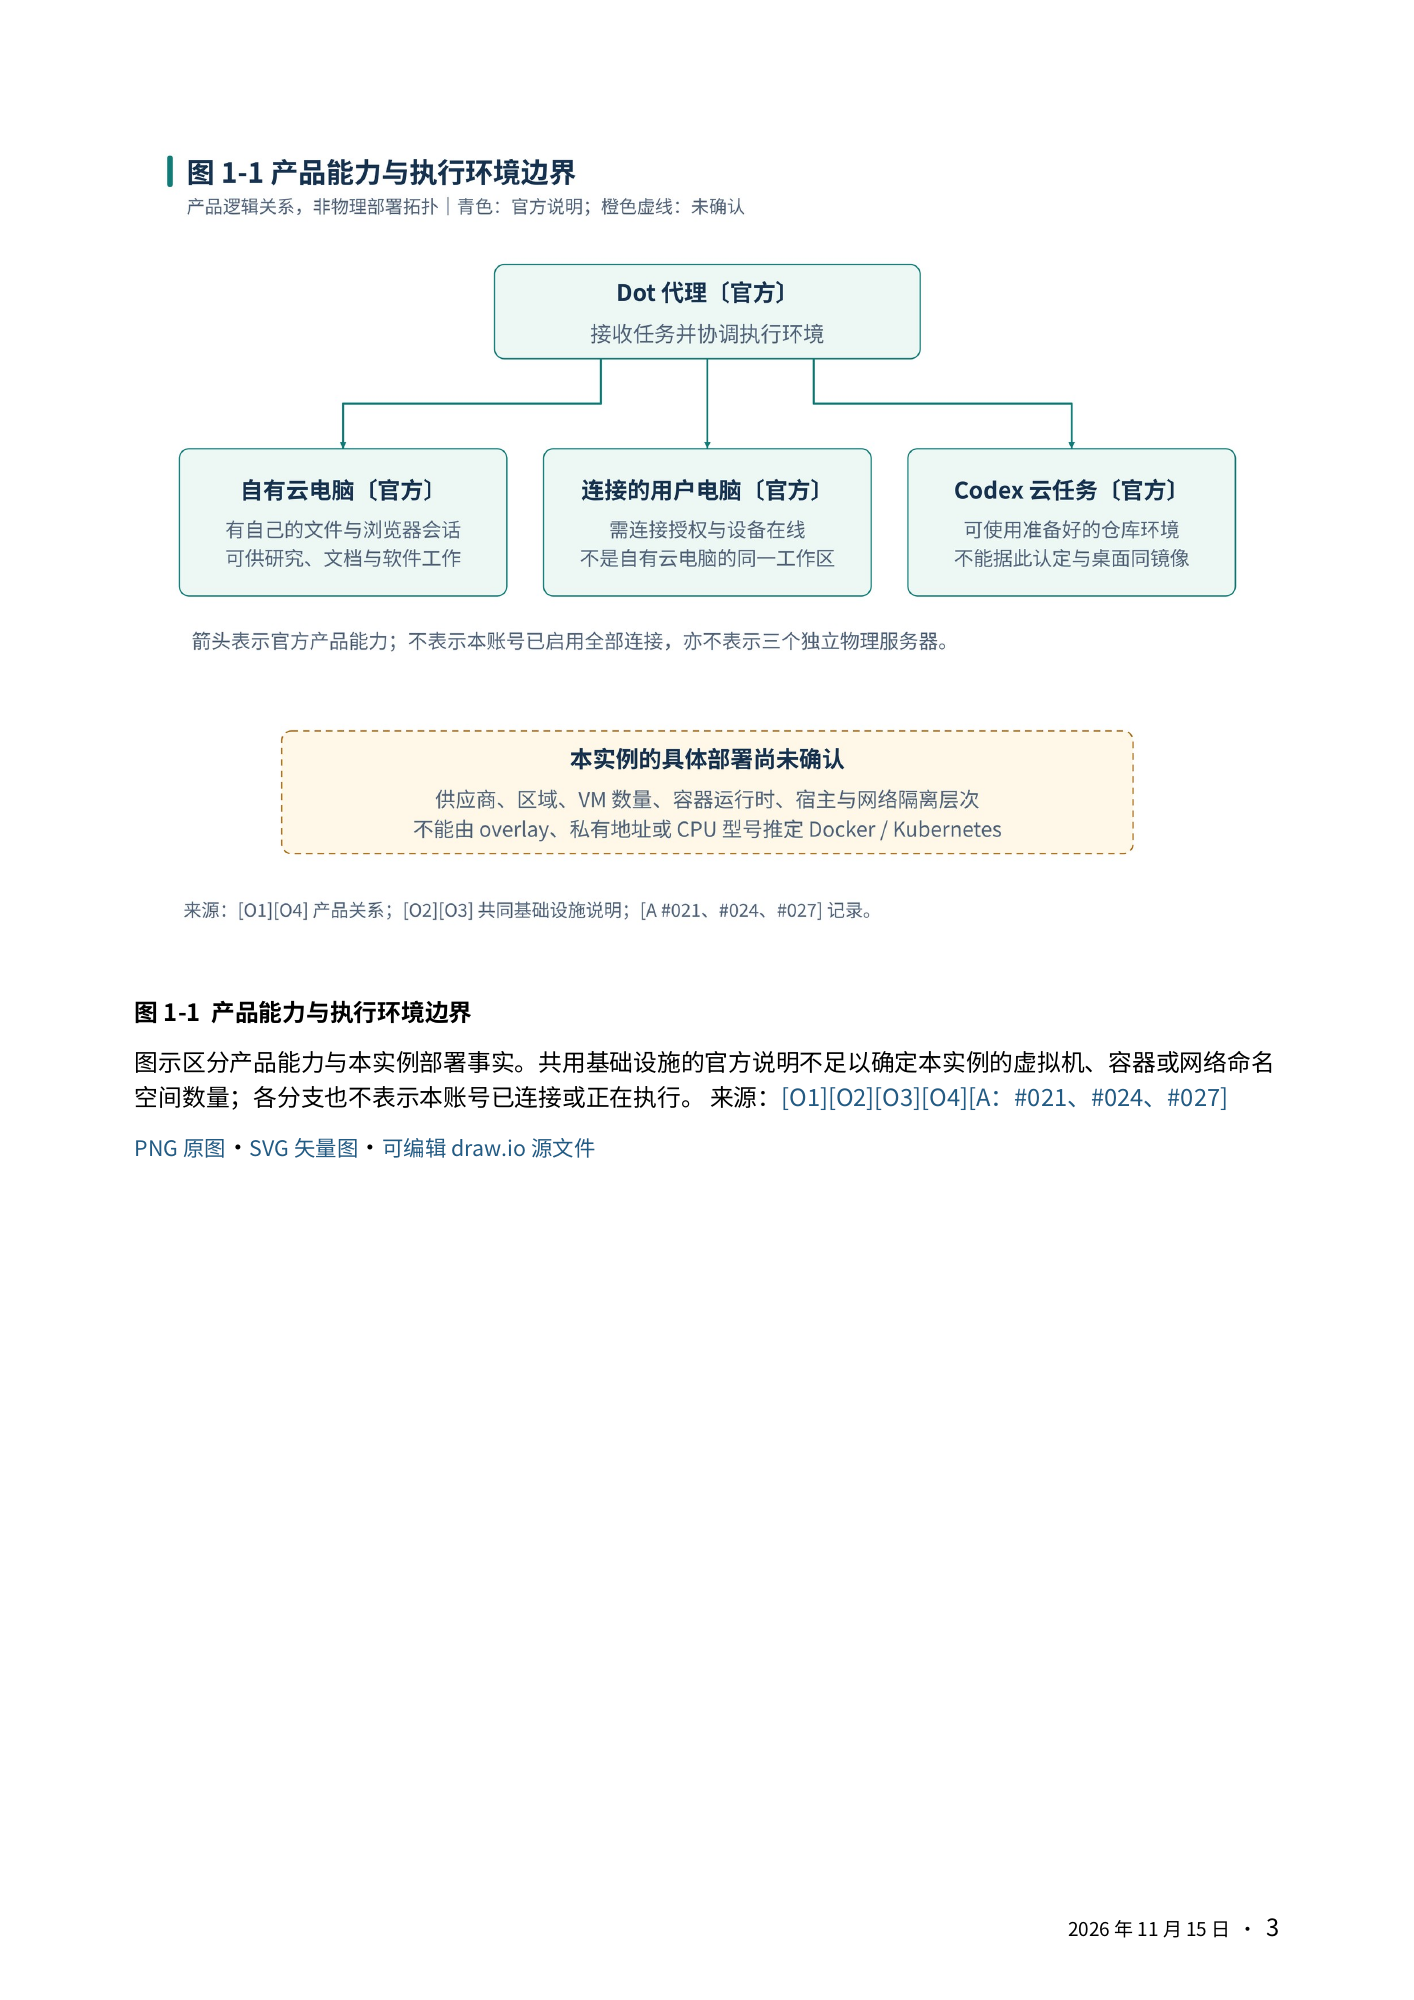 图 1-1 产品能力与执行环境边界
产品逻辑关系，非物理部署拓扑｜青色：官方说明；橙色虚线：未确认
Dot 代理〔官方〕
接收任务并协调执行环境
自有云电脑〔官方〕
有自己的文件与浏览器会话
可供研究、文档与软件工作
连接的用户电脑〔官方〕
需连接授权与设备在线
不是自有云电脑的同一工作区
Codex 云任务〔官方〕
可使用准备好的仓库环境
不能据此认定与桌面同镜像
箭头表示官方产品能力；不表示本账号已启用全部连接，亦不表示三个独立物理服务器。
本实例的具体部署尚未确认
供应商、区域、VM 数量、容器运行时、宿主与网络隔离层次
不能由 overlay、私有地址或 CPU 型号推定 Docker / Kubernetes
来源：[O1][O4] 产品关系；[O2][O3] 共同基础设施说明；[A #021、#024、#027] 记录。
图 1-1 产品能力与执行环境边界
图示区分产品能力与本实例部署事实。共用基础设施的官方说明不足以确定本实例的虚拟机、容器或网络命名
空间数量；各分支也不表示本账号已连接或正在执行。 来源：[O1][O2][O3][O4][A：#021、#024、#027]
PNG 原图 • SVG 矢量图 • 可编辑 draw.io 源文件
2026 年 11 月 15 日 · 3